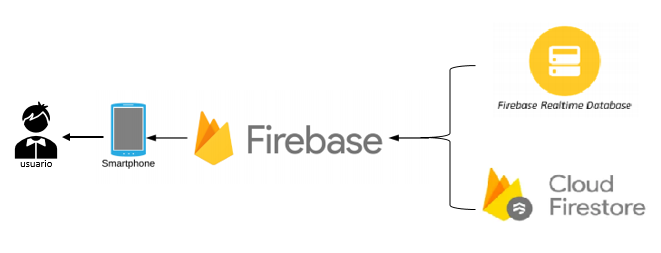 usuario
Smartphone
Firebase
Firebase Realtime Database
Cloud
Firestore